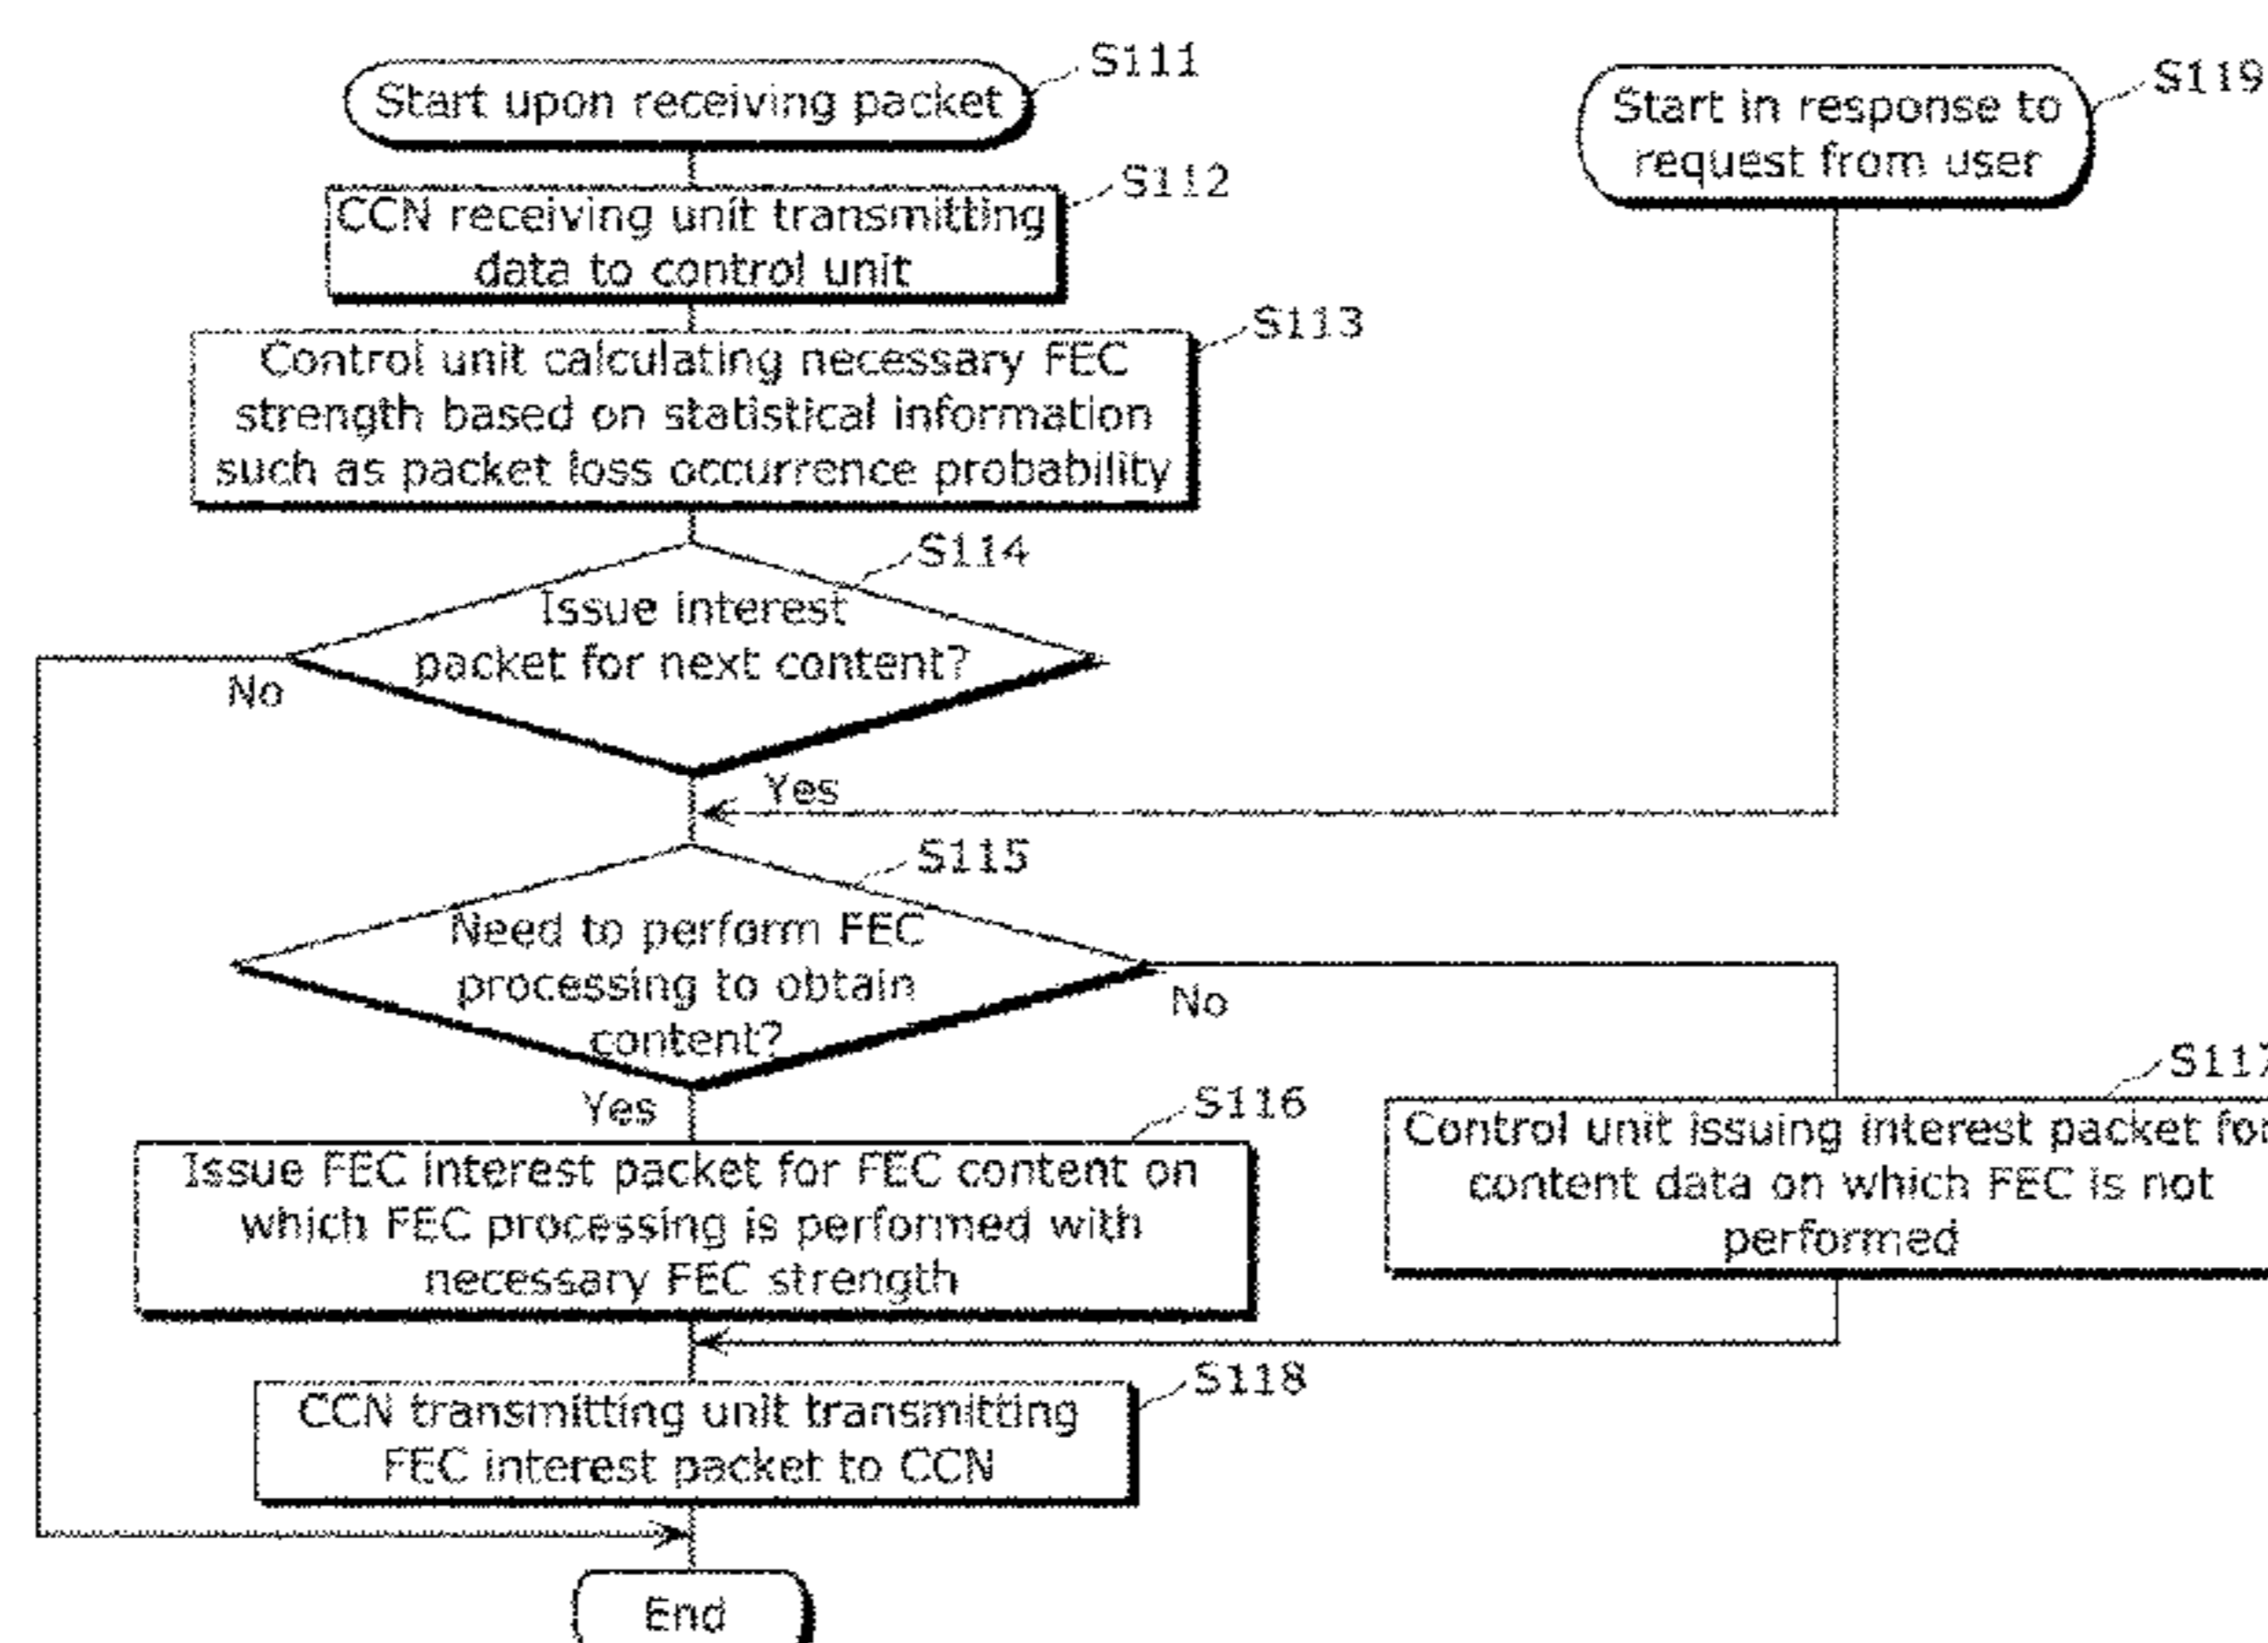 S111
Start upon receiving packet
S119
Start in response to
request from user
S112
CCN receiving unit transmitting
data to control unit
S113
Control unit calculating necessary FEC
strength based on statistical information
such as packet loss occurrence probability
S114
Issue interest
packet for next content?
No
Yes
S115
Need to perform FEC
processing to obtain
content?
No
Yes
S116
Issue FEC interest packet for FEC content on
which FEC processing is performed with
necessary FEC strength
S117
Control unit issuing interest packet for
content data on which FEC is not
performed
S118
CCN transmitting unit transmitting
FEC interest packet to CCN
End